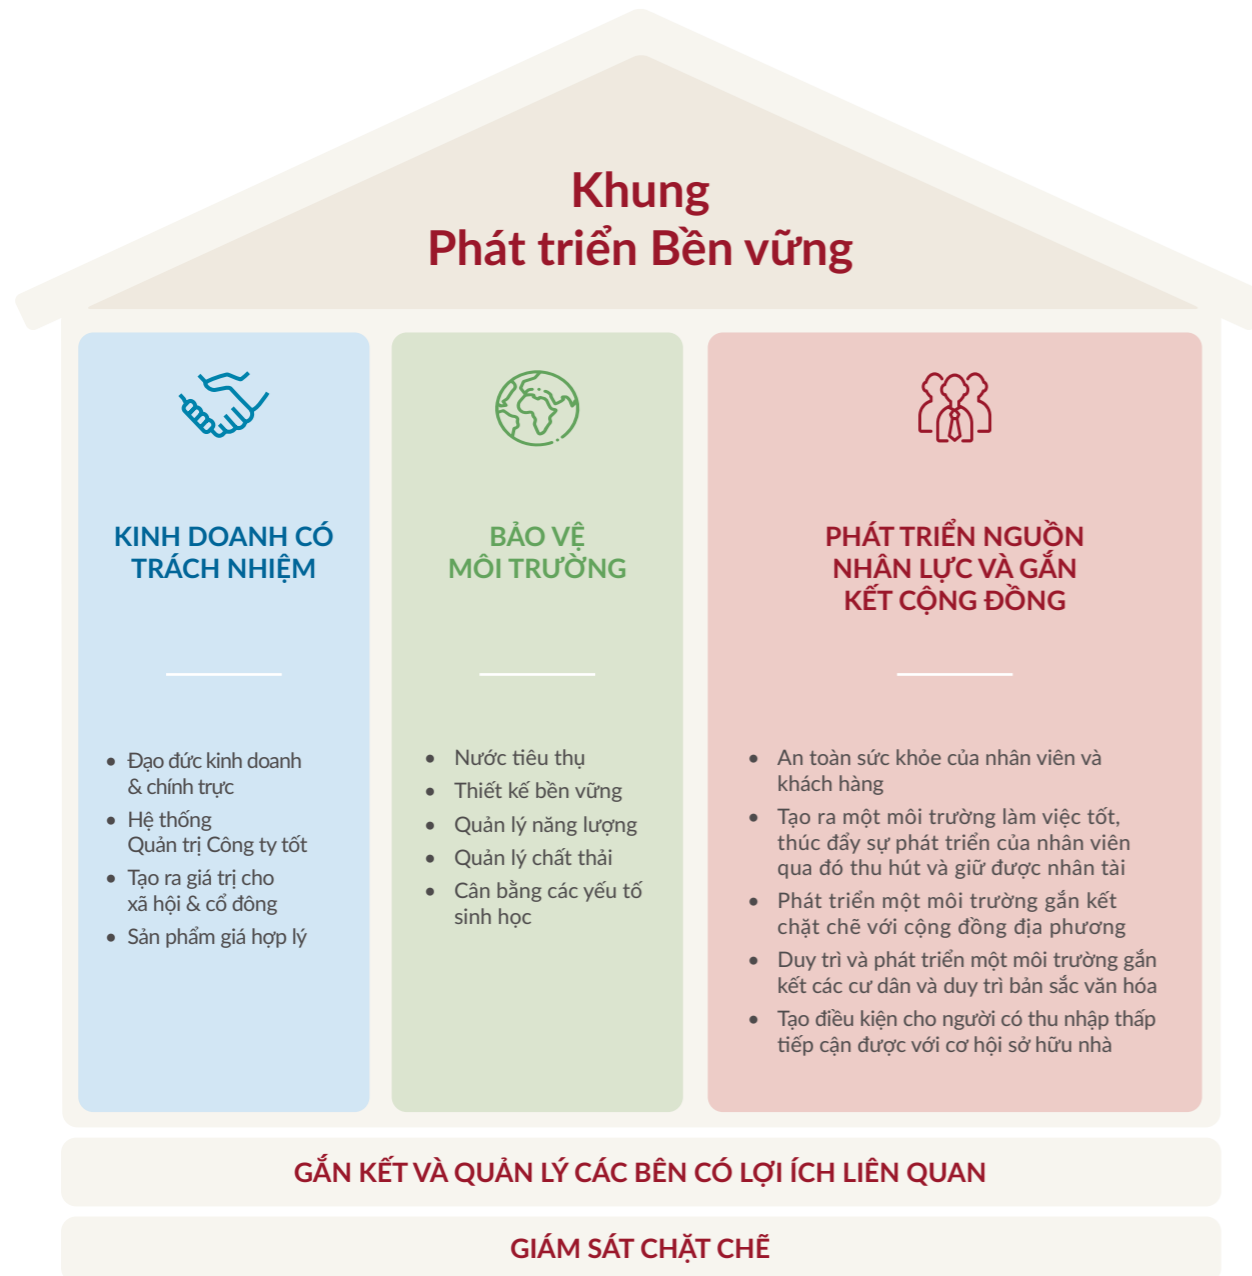 Khung
Phát triển Bền vững
KINH DOANH CÓ
TRÁCH NHIỆM
• Đạo đức kinh doanh
& chính trực
• Hệ thống
Quản trị Công ty tốt
• Tạo ra giá trị cho
xã hội & cổ đông
• Sản phẩm giá hợp lý
BẢO VỆ
MÔI TRƯỜNG
• Nước tiêu thụ
• Thiết kế bền vững
• Quản lý năng lượng
• Quản lý chất thải
• Cân bằng các yếu tố
sinh học
PHÁT TRIỂN NGUỒN
NHÂN LỰC VÀ GẮN
KẾT CỘNG ĐỒNG
• An toàn sức khỏe của nhân viên và
khách hàng
• Tạo ra một môi trường làm việc tốt,
thúc đẩy sự phát triển của nhân viên
qua đó thu hút và giữ được nhân tài
• Phát triển một môi trường gắn kết
chặt chẽ với cộng đồng địa phương
• Duy trì và phát triển một môi trường gắn
kết các cư dân và duy trì bản sắc văn hóa
• Tạo điều kiện cho người có thu nhập thấp
tiếp cận được với cơ hội sở hữu nhà
GẮN KẾT VÀ QUẢN LÝ CÁC BÊN CÓ LỢI ÍCH LIÊN QUAN
GIÁM SÁT CHẶT CHẼ